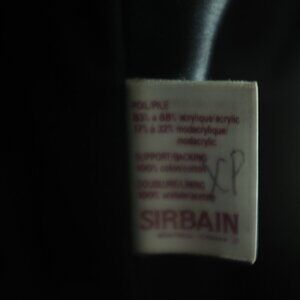 POIL/PILE
83% à 68% acrylique/acrylic
17% à 32% modacrylique/
modacrylic
SUPPORT/BACKING
100% coton/cotton
XP
DOUBLURE/LINING
100% acétate/acetate
SIRBAIN